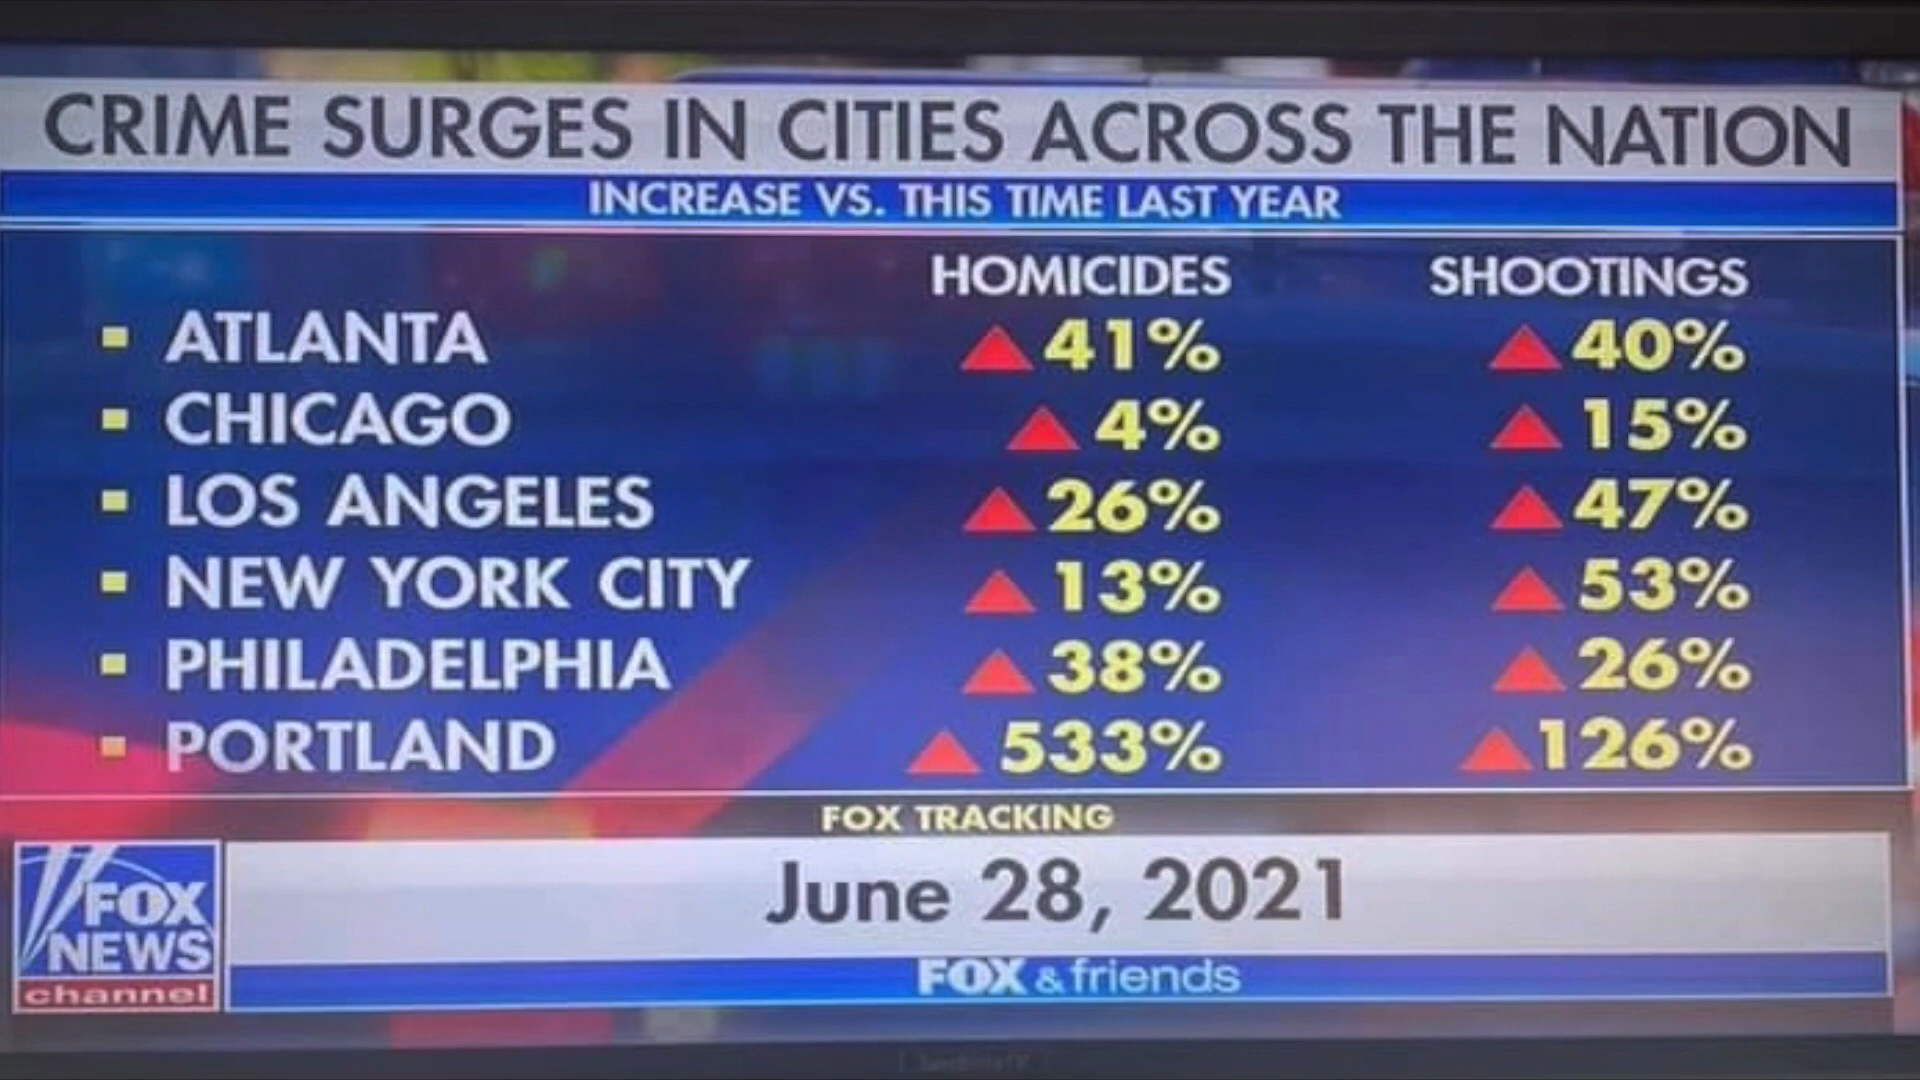 CRIME SURGES IN CITIES ACROSS THE NATION
INCREASE VS. THIS TIME LAST YEAR
HOMICIDES SHOOTINGS
▪ ATLANTA ▲ 41% ▲ 40%
▪ CHICAGO ▲ 4% ▲ 15%
▪ LOS ANGELES ▲ 26% ▲ 47%
▪ NEW YORK CITY ▲ 13% ▲ 53%
▪ PHILADELPHIA ▲ 38% ▲ 26%
▪ PORTLAND ▲ 533% ▲ 126%
FOX TRACKING
FOX
NEWS
channel
June 28, 2021
FOX & friends